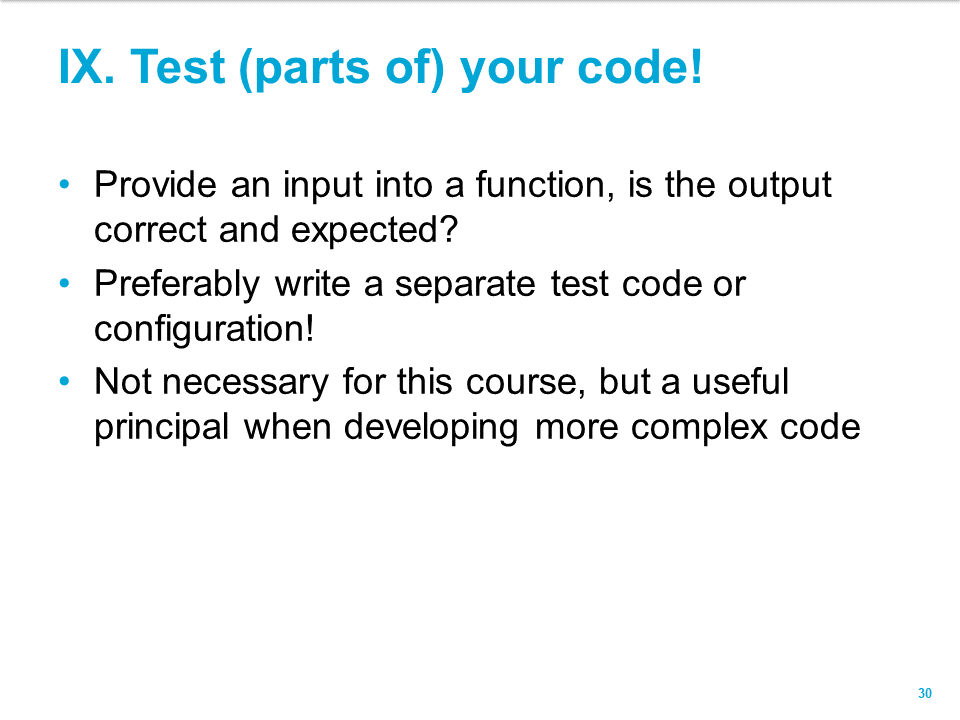 IX. Test (parts of) your code!
• Provide an input into a function, is the output
correct and expected?
• Preferably write a separate test code or
configuration!
• Not necessary for this course, but a useful
principal when developing more complex code
30